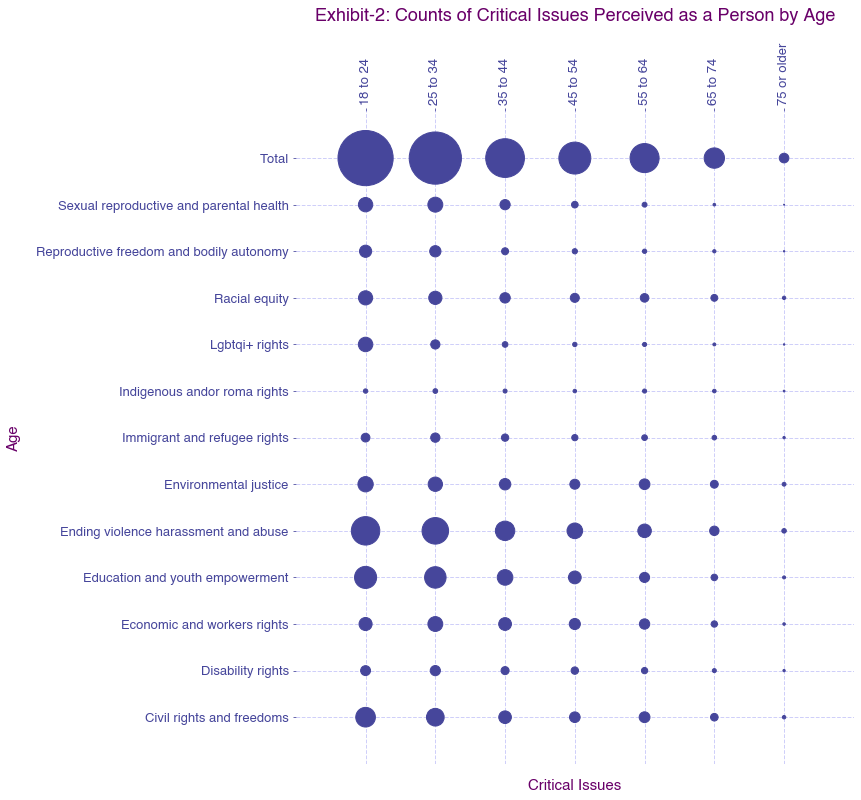 Exhibit-2: Counts of Critical Issues Perceived as a Person by Age
18 to 24
25 to 34
35 to 44
45 to 54
55 to 64
65 to 74
75 or older
Total
Sexual reproductive and parental health
Reproductive freedom and bodily autonomy
Racial equity
Lgbtqi+ rights
Indigenous andor roma rights
Immigrant and refugee rights
Environmental justice
Ending violence harassment and abuse
Education and youth empowerment
Economic and workers rights
Disability rights
Civil rights and freedoms
Age
Critical Issues